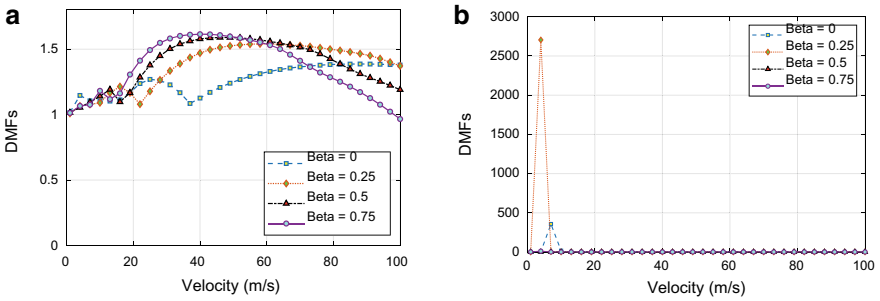 a
1.5
1
0.5
0
DMFs
0
20
40
60
80
100
Velocity (m/s)
Beta = 0
Beta = 0.25
Beta = 0.5
Beta = 0.75
b
3000
2500
2000
1500
1000
500
0
DMFs
0
20
40
60
80
100
Velocity (m/s)
Beta = 0
Beta = 0.25
Beta = 0.5
Beta = 0.75